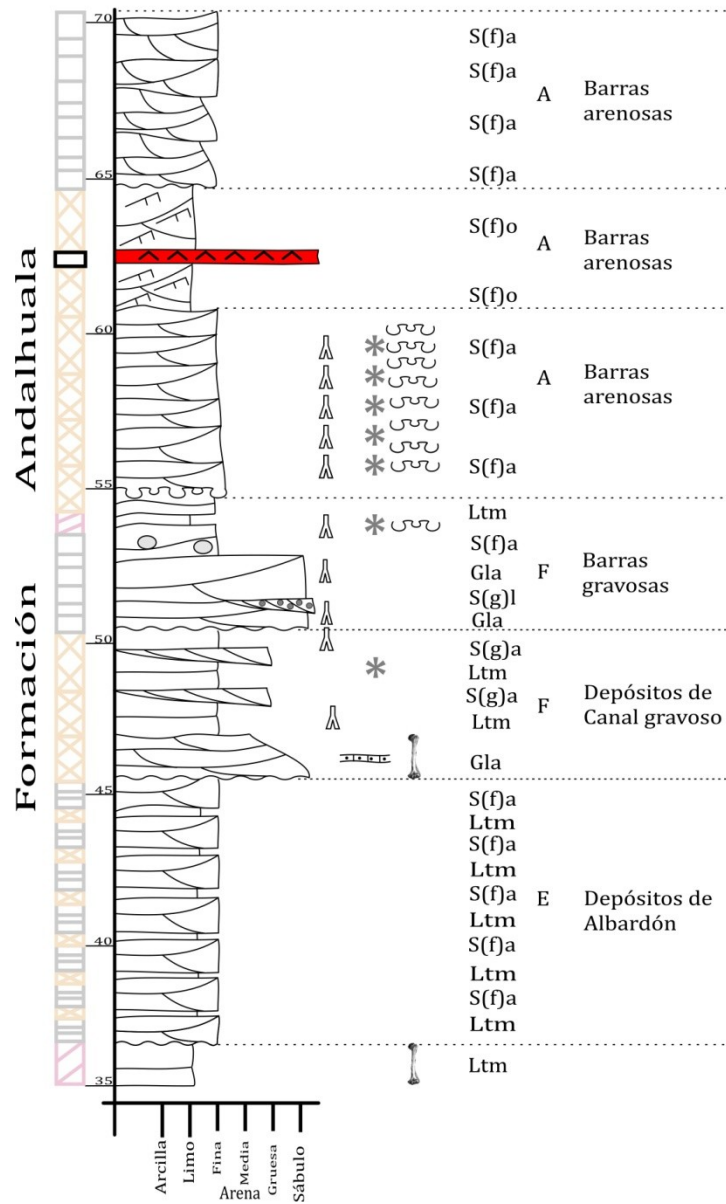 Formación Andalhuala
70
65
60
55
50
45
40
35
S(f)a
S(f)a
S(f)a
S(f)a
A
Barras
arenosas
S(f)o
S(f)o
A
Barras
arenosas
S(f)a
S(f)a
S(f)a
A
Barras
arenosas
Ltm
S(f)a
Gla
S(g)l
Gla
F
Barras
gravosas
S(g)a
Ltm
S(g)a
Ltm
Gla
F
Depósitos de
Canal gravoso
S(f)a
Ltm
S(f)a
Ltm
S(f)a
Ltm
S(f)a
Ltm
S(f)a
Ltm
E
Depósitos de
Albardón
Ltm
Arcilla
Limo
Fina
Media
Gruesa
Sábulo
Arena